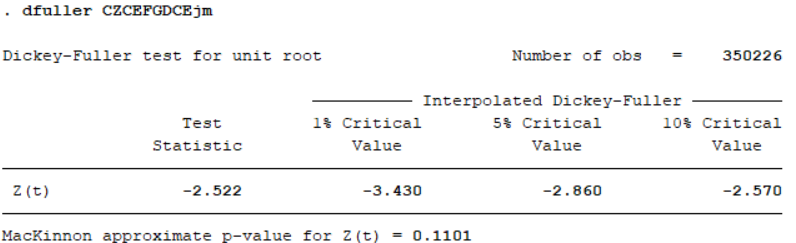 . dfuller CZCEFGDCEjm
Dickey-Fuller test for unit root Number of obs = 350226
Interpolated Dickey-Fuller
Test 1% Critical 5% Critical 10% Critical
Statistic Value Value Value
Z(t) -2.522 -3.430 -2.860 -2.570
MacKinnon approximate p-value for Z(t) = 0.1101